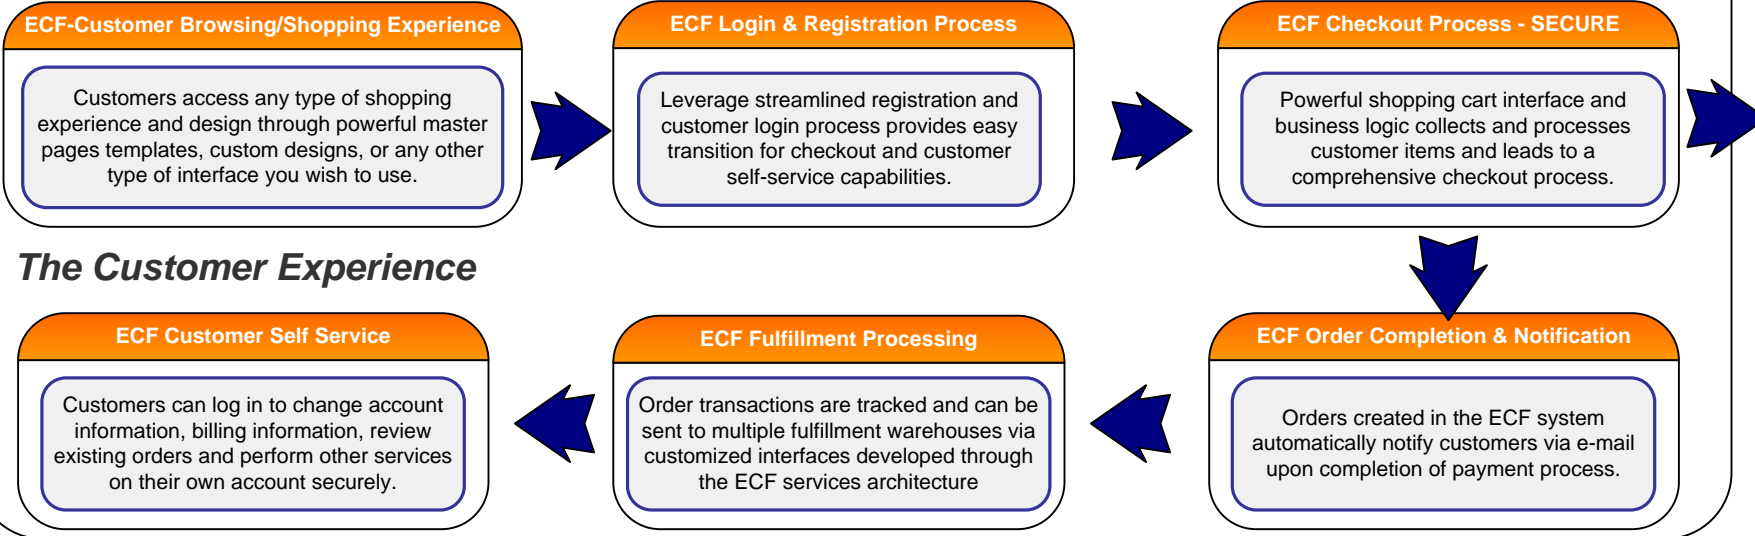 ECF-Customer Browsing/Shopping Experience
Customers access any type of shopping
experience and design through powerful master
pages templates, custom designs, or any other
type of interface you wish to use.
ECF Login & Registration Process
Leverage streamlined registration and
customer login process provides easy
transition for checkout and customer
self-service capabilities.
ECF Checkout Process - SECURE
Powerful shopping cart interface and
business logic collects and processes
customer items and leads to a
comprehensive checkout process.
The Customer Experience
ECF Customer Self Service
Customers can log in to change account
information, billing information, review
existing orders and perform other services
on their own account securely.
ECF Fulfillment Processing
Order transactions are tracked and can be
sent to multiple fulfillment warehouses via
customized interfaces developed through
the ECF services architecture
ECF Order Completion & Notification
Orders created in the ECF system
automatically notify customers via e-mail
upon completion of payment process.